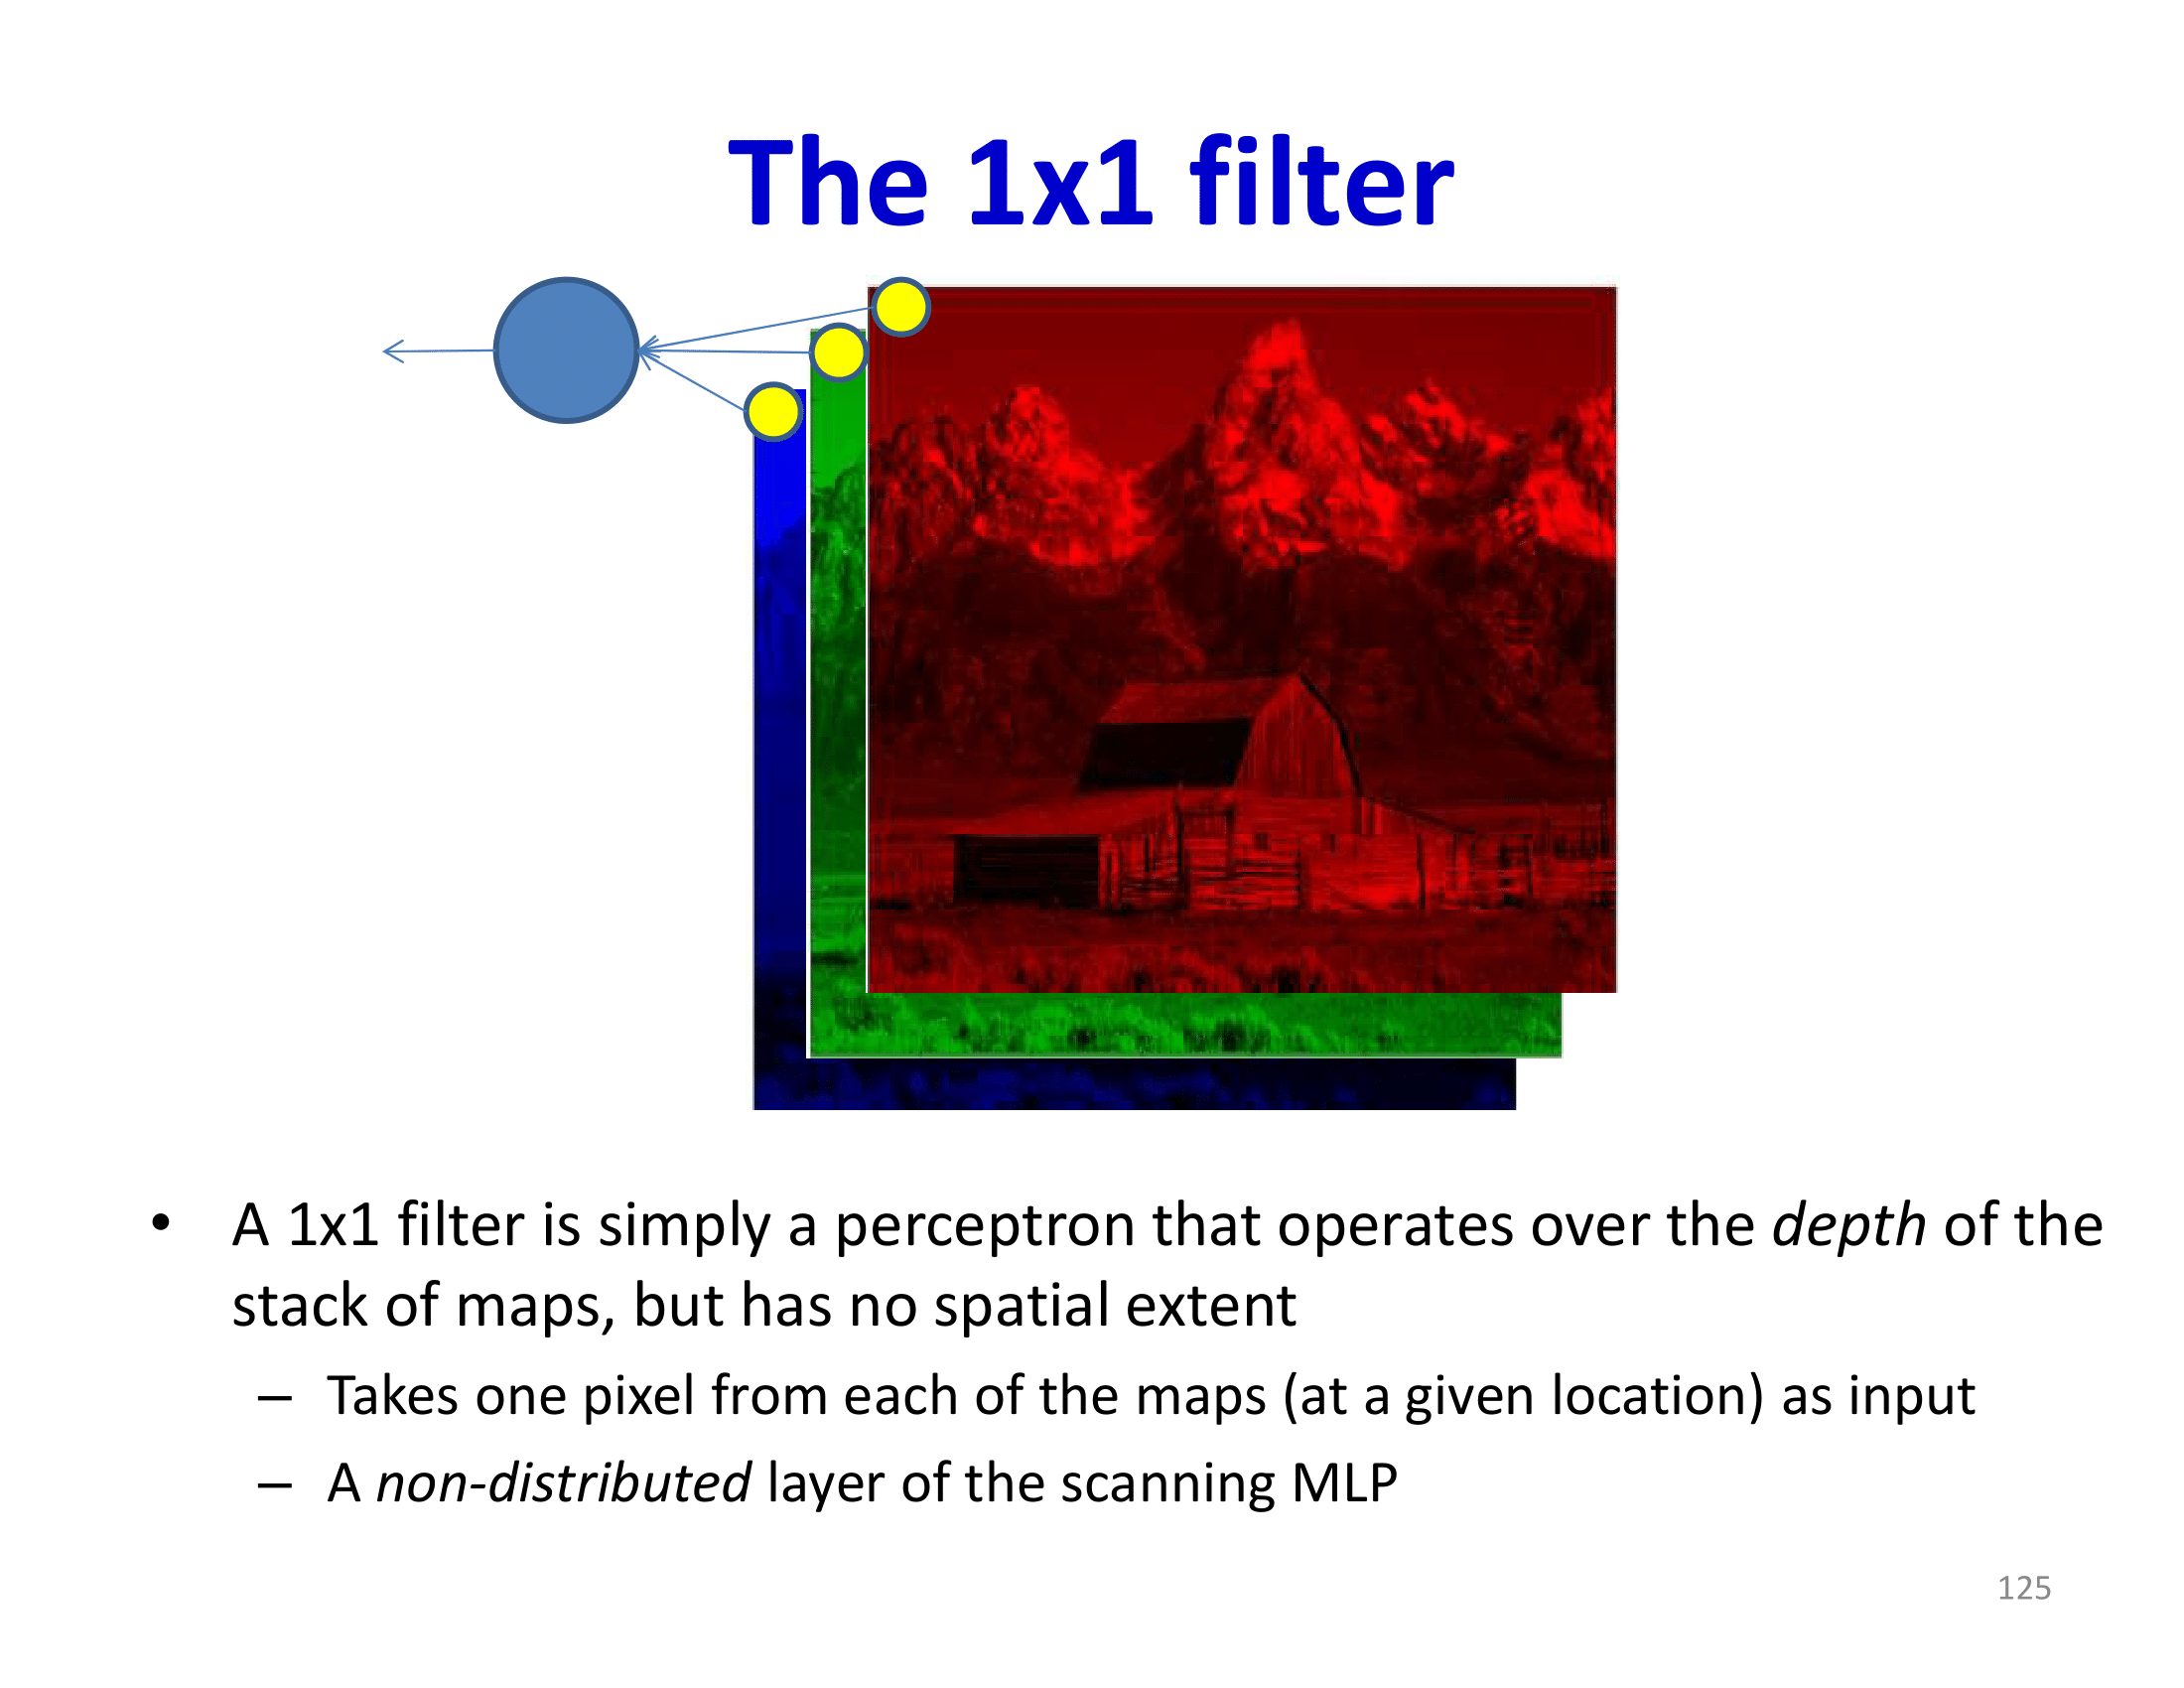 The 1x1 filter
• A 1x1 filter is simply a perceptron that operates over the depth of the
stack of maps, but has no spatial extent
– Takes one pixel from each of the maps (at a given location) as input
– A non-distributed layer of the scanning MLP
125